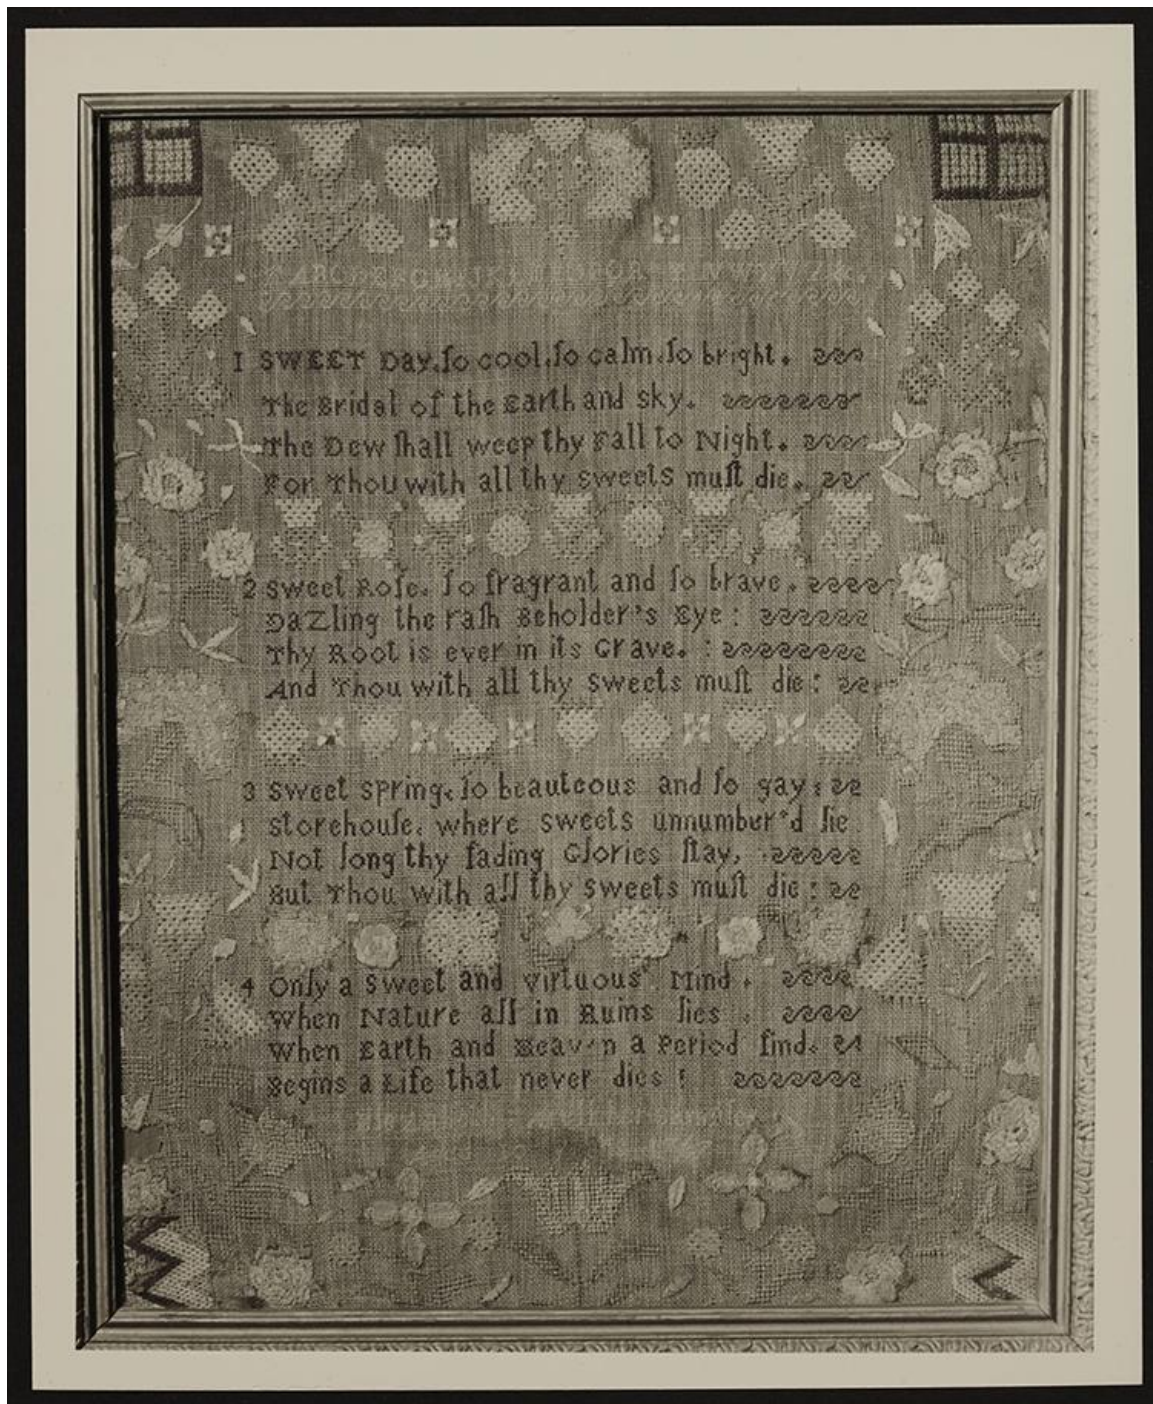 1 SWEET Day, ſo cool, ſo calm, ſo bright.
The Bridal of the Earth and Sky.
The Dew ſhall weep thy Fall to Night.
For Thou with all thy Sweets muſt die.
2 Sweet Roſe. ſo fragrant and ſo brave.
DaZling the raſh Beholder's Eye:
Thy Root is ever in its Grave. :
And Thou with all thy Sweets muſt die:
3 Sweet Spring, ſo beauteous and ſo gay:
Storehouſe, where Sweets unnumber'd lie
Not long thy fading Glories ſtay,
But Thou with all thy Sweets muſt die:
4 Only a Sweet and Virtuous Mind.
When Nature all in Ruins lies.
When Earth and Heaven a Period find.
Begins a Life that never dies!